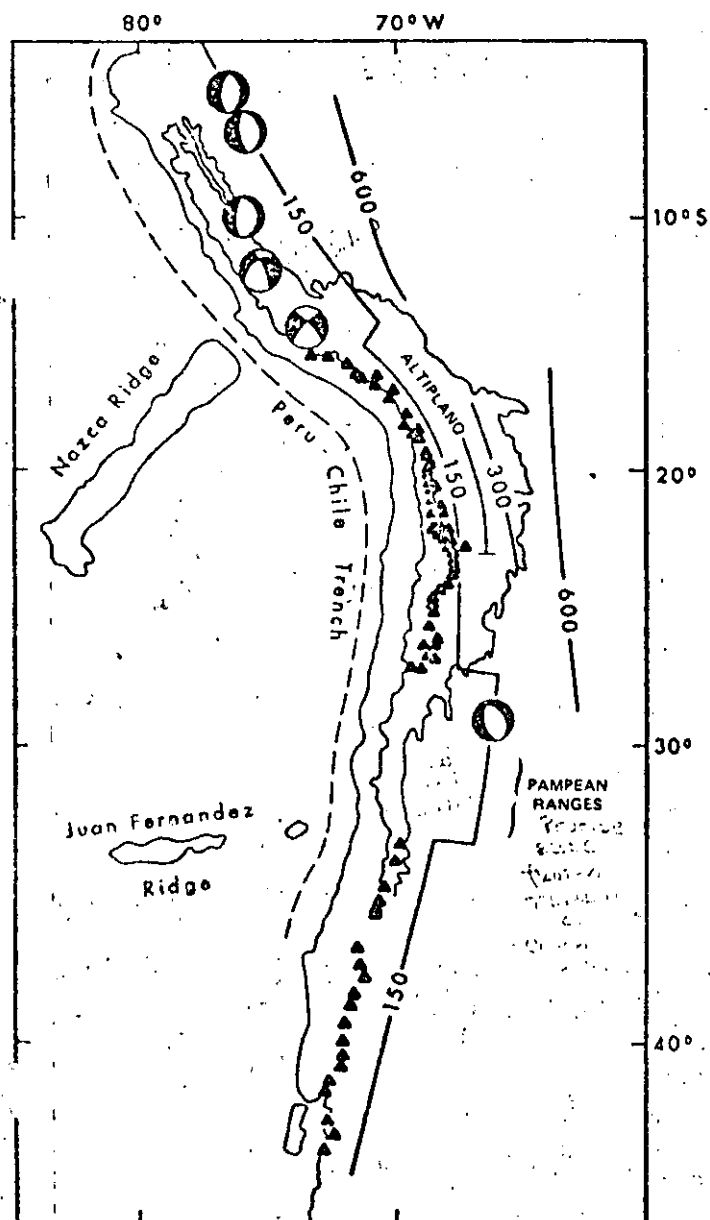 80° 70° W
600
150
10° S
Nazca Ridge
Peru - Chile Trench
ALTIPLANO
150
300
20°
600
30°
PAMPEAN
RANGES
Juan Fernandez
Ridge
150
40°